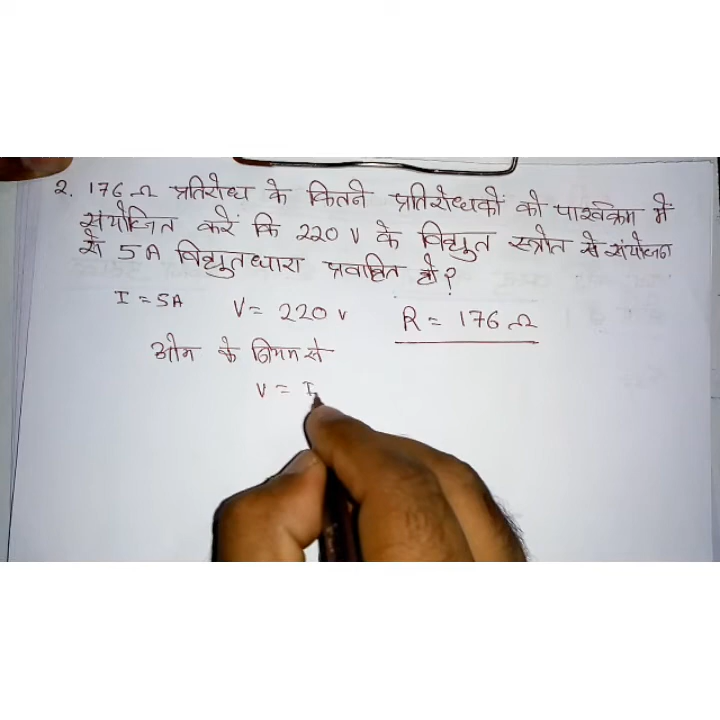 2. 176 Ω प्रतिरोध के कितने प्रतिरोधकों को पार्श्वक्रम में
संयोजित करें कि 220 V के विद्युत स्त्रोत से संयोजन
से 5A विद्युतधारा प्रवाहित हो?
I = 5A V = 220 V R = 176 Ω
ओम के नियम से
V = I